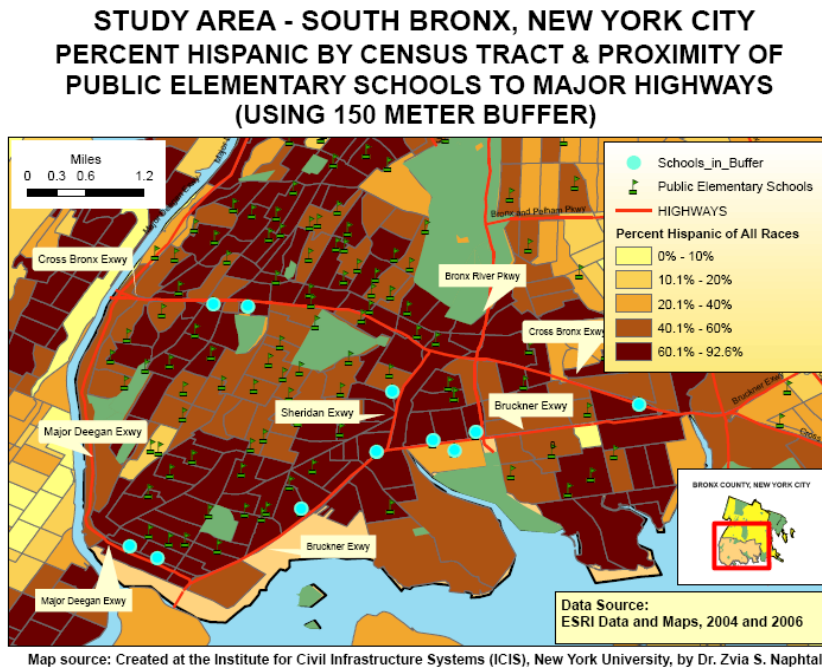 STUDY AREA - SOUTH BRONX, NEW YORK CITY
PERCENT HISPANIC BY CENSUS TRACT & PROXIMITY OF
PUBLIC ELEMENTARY SCHOOLS TO MAJOR HIGHWAYS
(USING 150 METER BUFFER)
Miles
0 0.3 0.6 1.2
Schools_in_Buffer
Public Elementary Schools
HIGHWAYS
Percent Hispanic of All Races
0% - 10%
10.1% - 20%
20.1% - 40%
40.1% - 60%
60.1% - 92.6%
Bronx and Pelham Pkwy
Cross Bronx Exwy
Bronx River Pkwy
Cross Bronx Exwy
Bruckner Exwy
Sheridan Exwy
Bruckner Exwy
Major Deegan Exwy
Bruckner Exwy
Major Deegan Exwy
BRONX COUNTY, NEW YORK CITY
Data Source:
ESRI Data and Maps, 2004 and 2006
Map source: Created at the Institute for Civil Infrastructure Systems (ICIS), New York University, by Dr. Zvia S. Naphtal